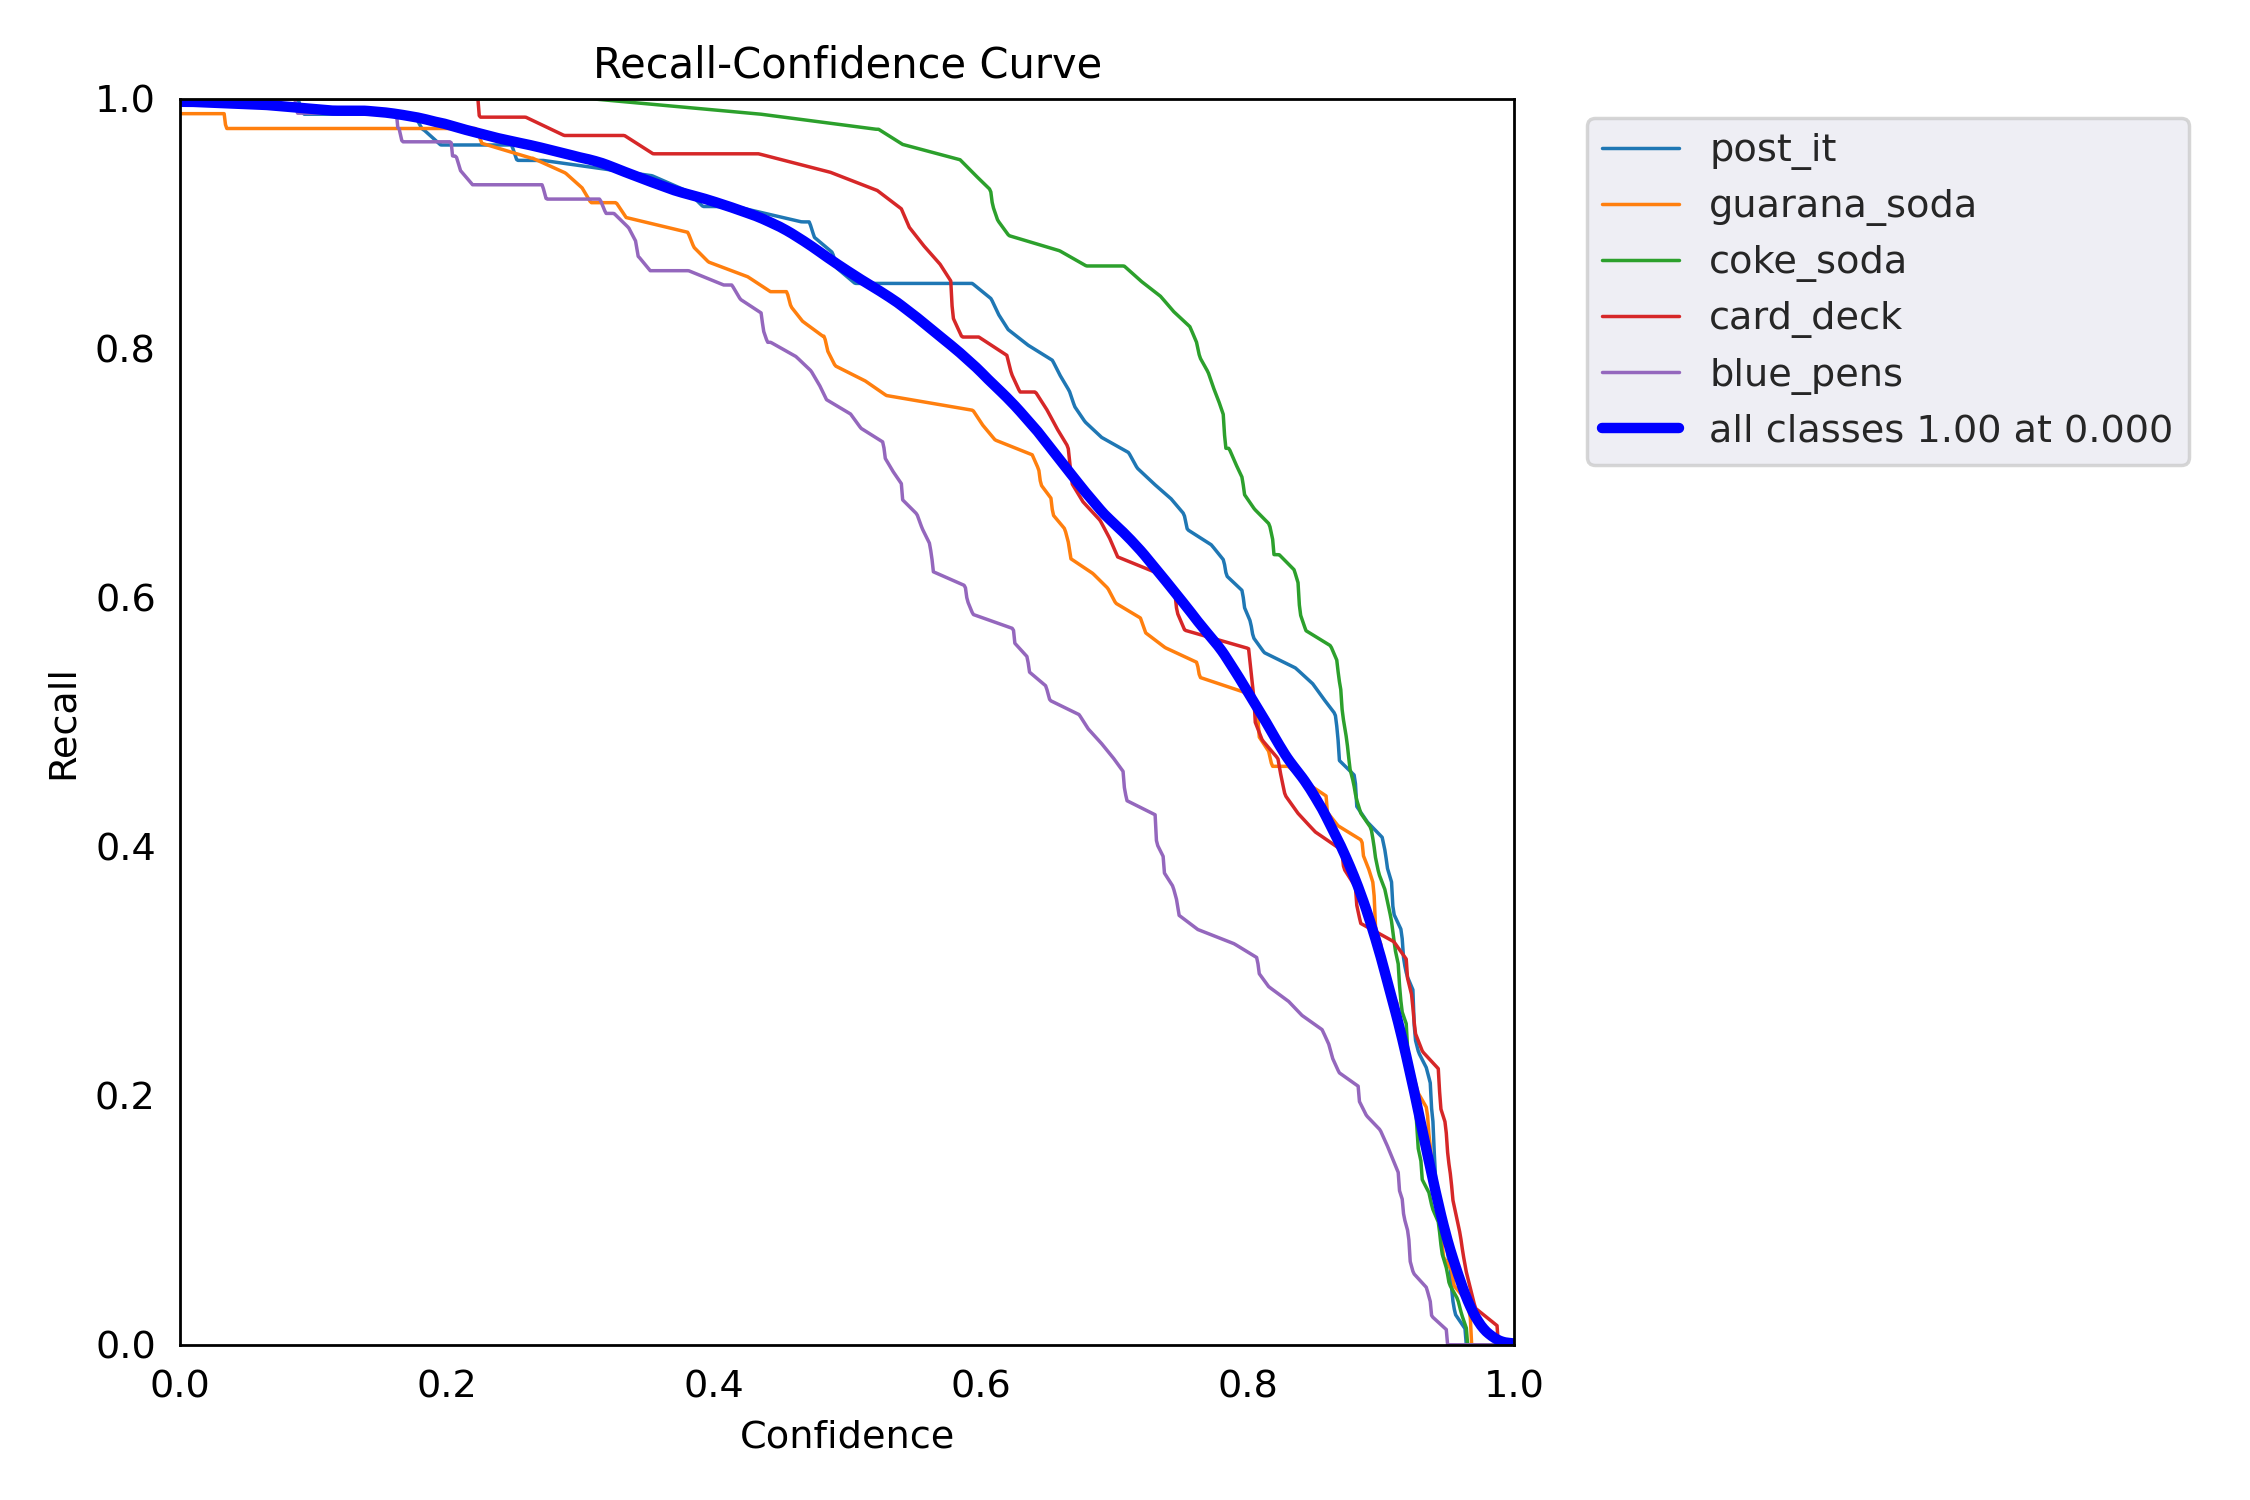 Recall-Confidence Curve
1.0
0.8
0.6
0.4
0.2
0.0
Recall
0.0 0.2 0.4 0.6 0.8 1.0
Confidence
post_it
guarana_soda
coke_soda
card_deck
blue_pens
all classes 1.00 at 0.000